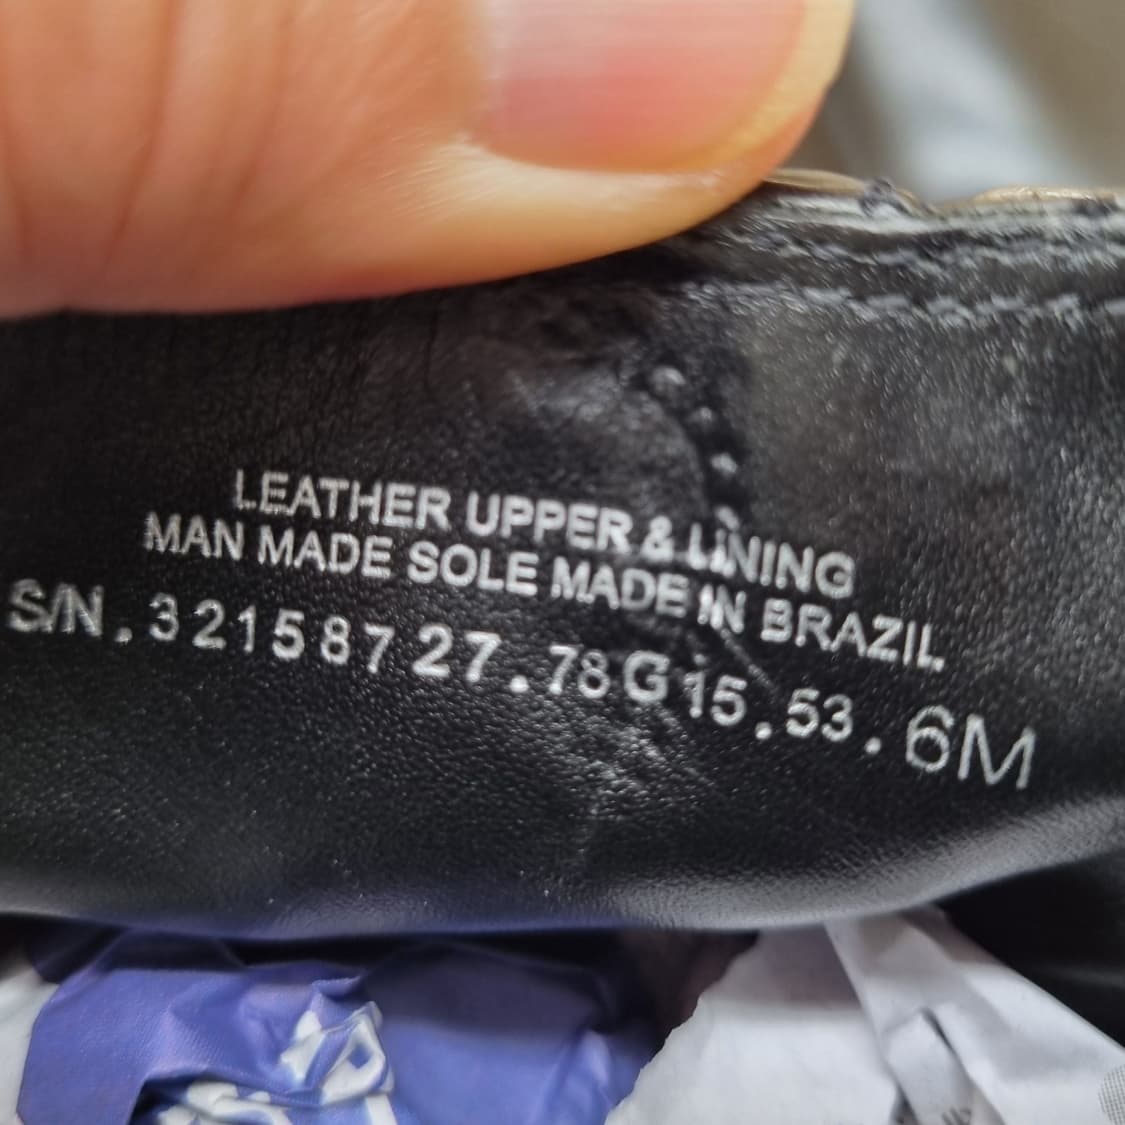 LEATHER UPPER & LINING
MAN MADE SOLE MADE IN BRAZIL.
S/N. 32158727.78G15.53.6M